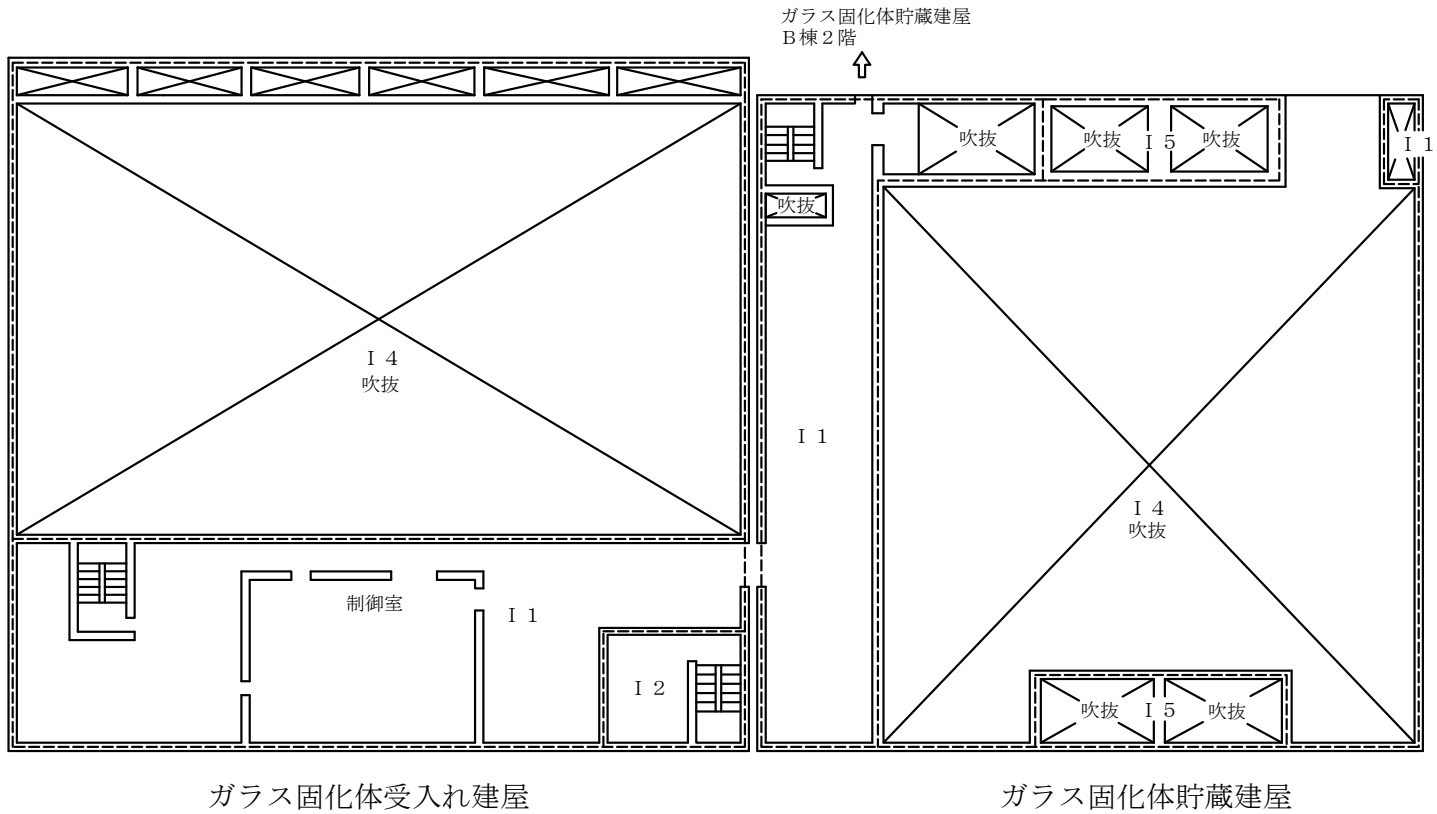 ガラス固化体貯蔵建屋
Ｂ棟２階
吹抜
吹抜
Ｉ５
吹抜
Ｉ１
吹抜
Ｉ４
吹抜
Ｉ１
Ｉ４
吹抜
制御室
Ｉ１
Ｉ２
吹抜
Ｉ５
吹抜
ガラス固化体受入れ建屋
ガラス固化体貯蔵建屋